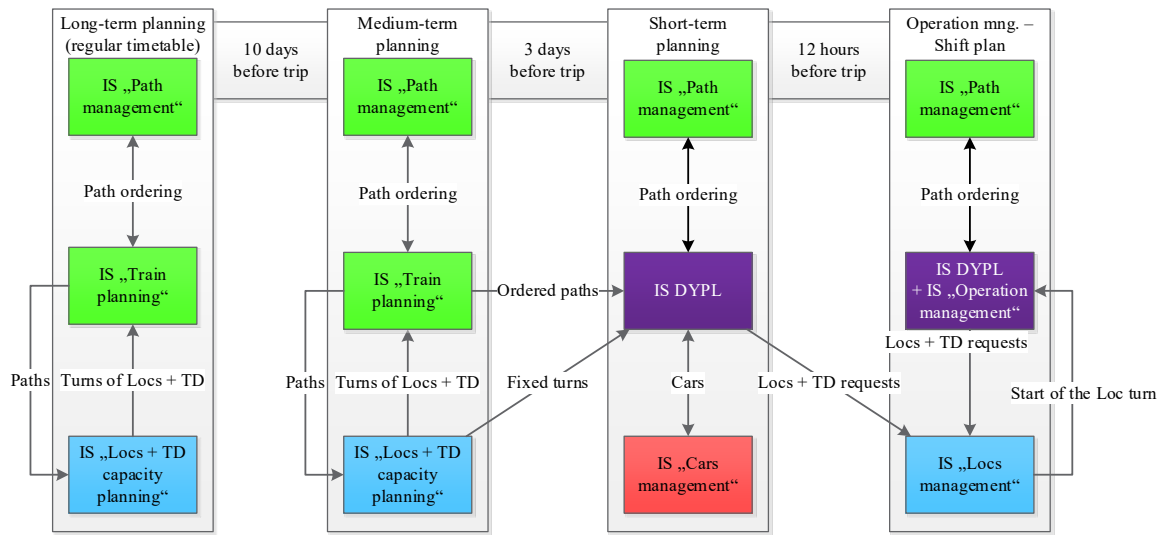 Long-term planning
(regular timetable)
10 days
before trip
Medium-term
planning
3 days
before trip
Short-term
planning
12 hours
before trip
Operation mng. –
Shift plan
IS „Path
management“
IS „Path
management“
IS „Path
management“
IS „Path
management“
Path ordering
Path ordering
Path ordering
Path ordering
IS „Train
planning“
IS „Train
planning“
Ordered paths
IS DYPL
IS DYPL
+ IS „Operation
management“
Locs + TD requests
Paths
Turns of Locs + TD
Paths
Turns of Locs + TD
Fixed turns
Cars
Locs + TD requests
Start of the Loc turn
IS „Locs + TD
capacity
planning“
IS „Locs + TD
capacity
planning“
IS „Cars
management“
IS „Locs
management“